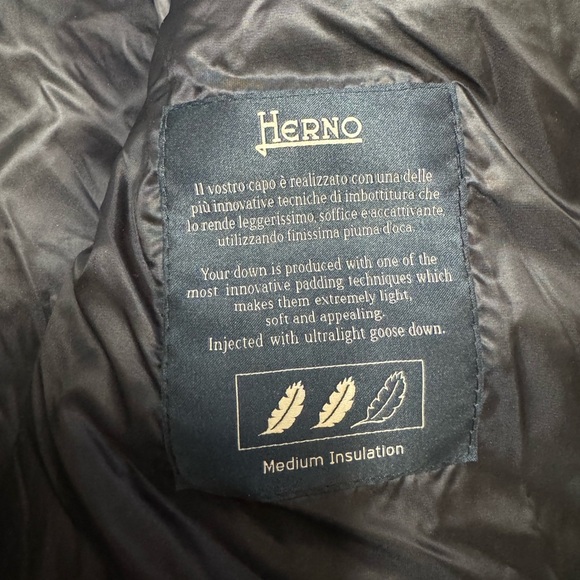 HERNO
Il vostro capo è realizzato con una delle
più innovative tecniche di imbottitura che
lo rende leggerissimo, soffice e accattivante,
utilizzando finissima piuma d'oca.
Your down is produced with one of the
most innovative padding techniques which
makes them extremely light,
soft and appealing.
Injected with ultralight goose down.
Medium Insulation